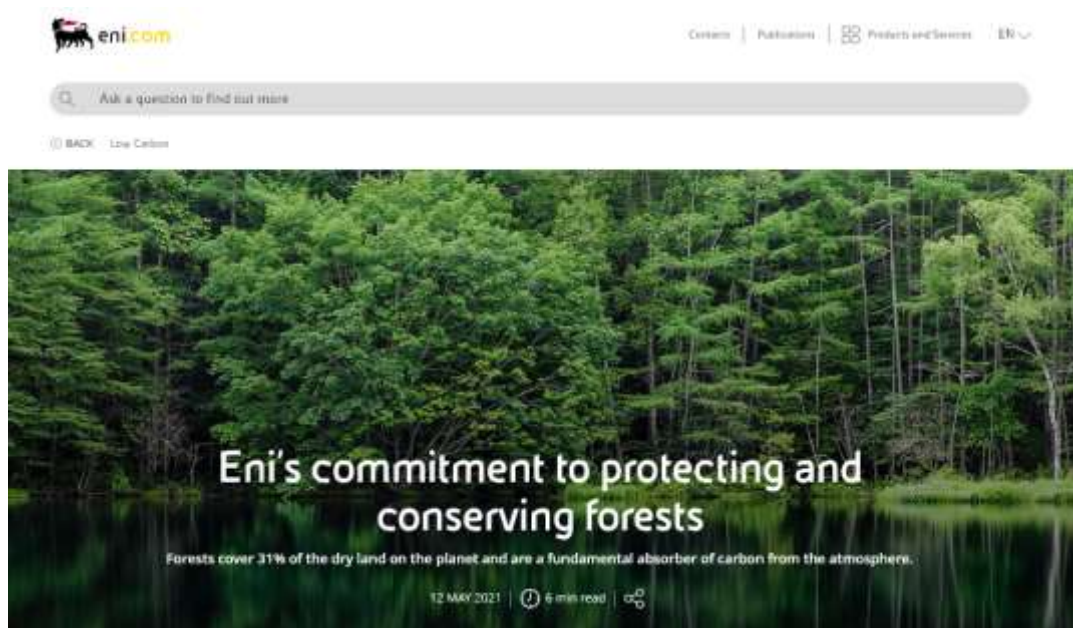 eni.com
Contacts | Publications | Products and Services EN
Ask a question to find out more
BACK Low Carbon
Eni's commitment to protecting and
conserving forests
Forests cover 31% of the dry land on the planet and are a fundamental absorber of carbon from the atmosphere.
12 MAY 2021 | 6 min read |